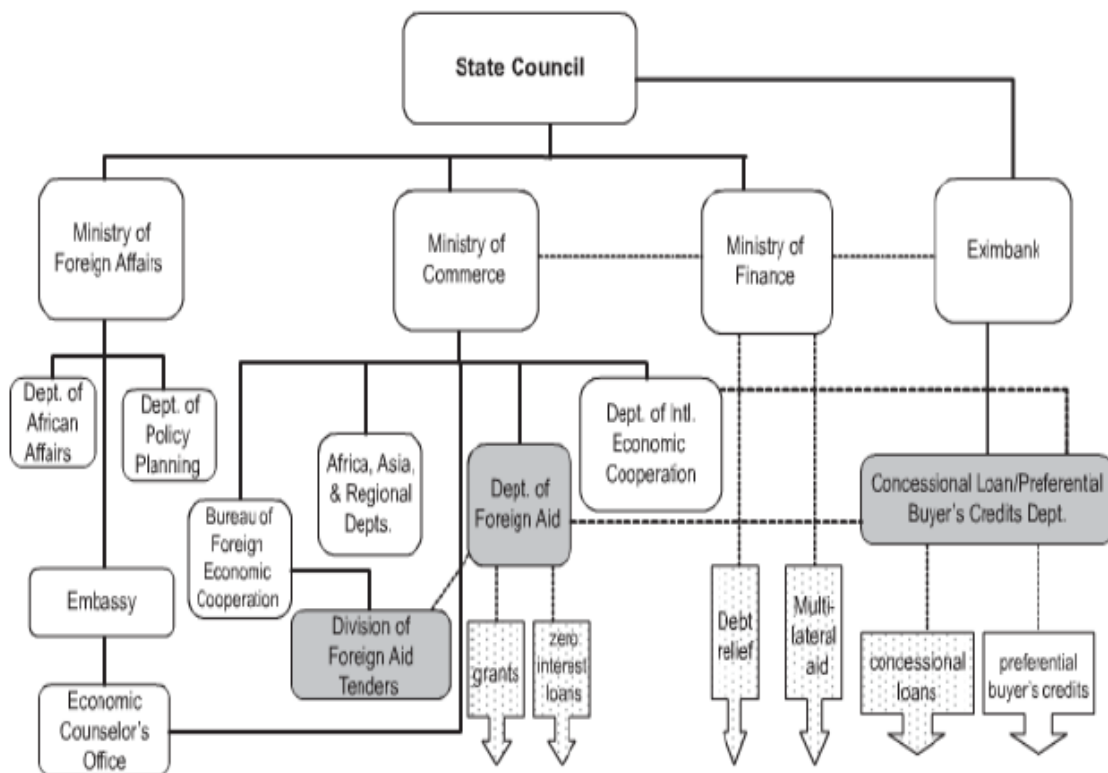 State Council
Ministry of
Foreign Affairs
Ministry of
Commerce
Ministry of
Finance
Eximbank
Dept. of
African
Affairs
Dept. of
Policy
Planning
Africa, Asia,
& Regional
Depts.
Dept. of
Foreign Aid
Dept. of Intl.
Economic
Cooperation
Concessional Loan/Preferential
Buyer's Credits Dept.
Bureau of
Foreign
Economic
Cooperation
Embassy
Division of
Foreign Aid
Tenders
Economic
Counselor's
Office
grants
zero
interest
loans
Debt
relief
Multi-
lateral
aid
concessional
loans
preferential
buyer's credits